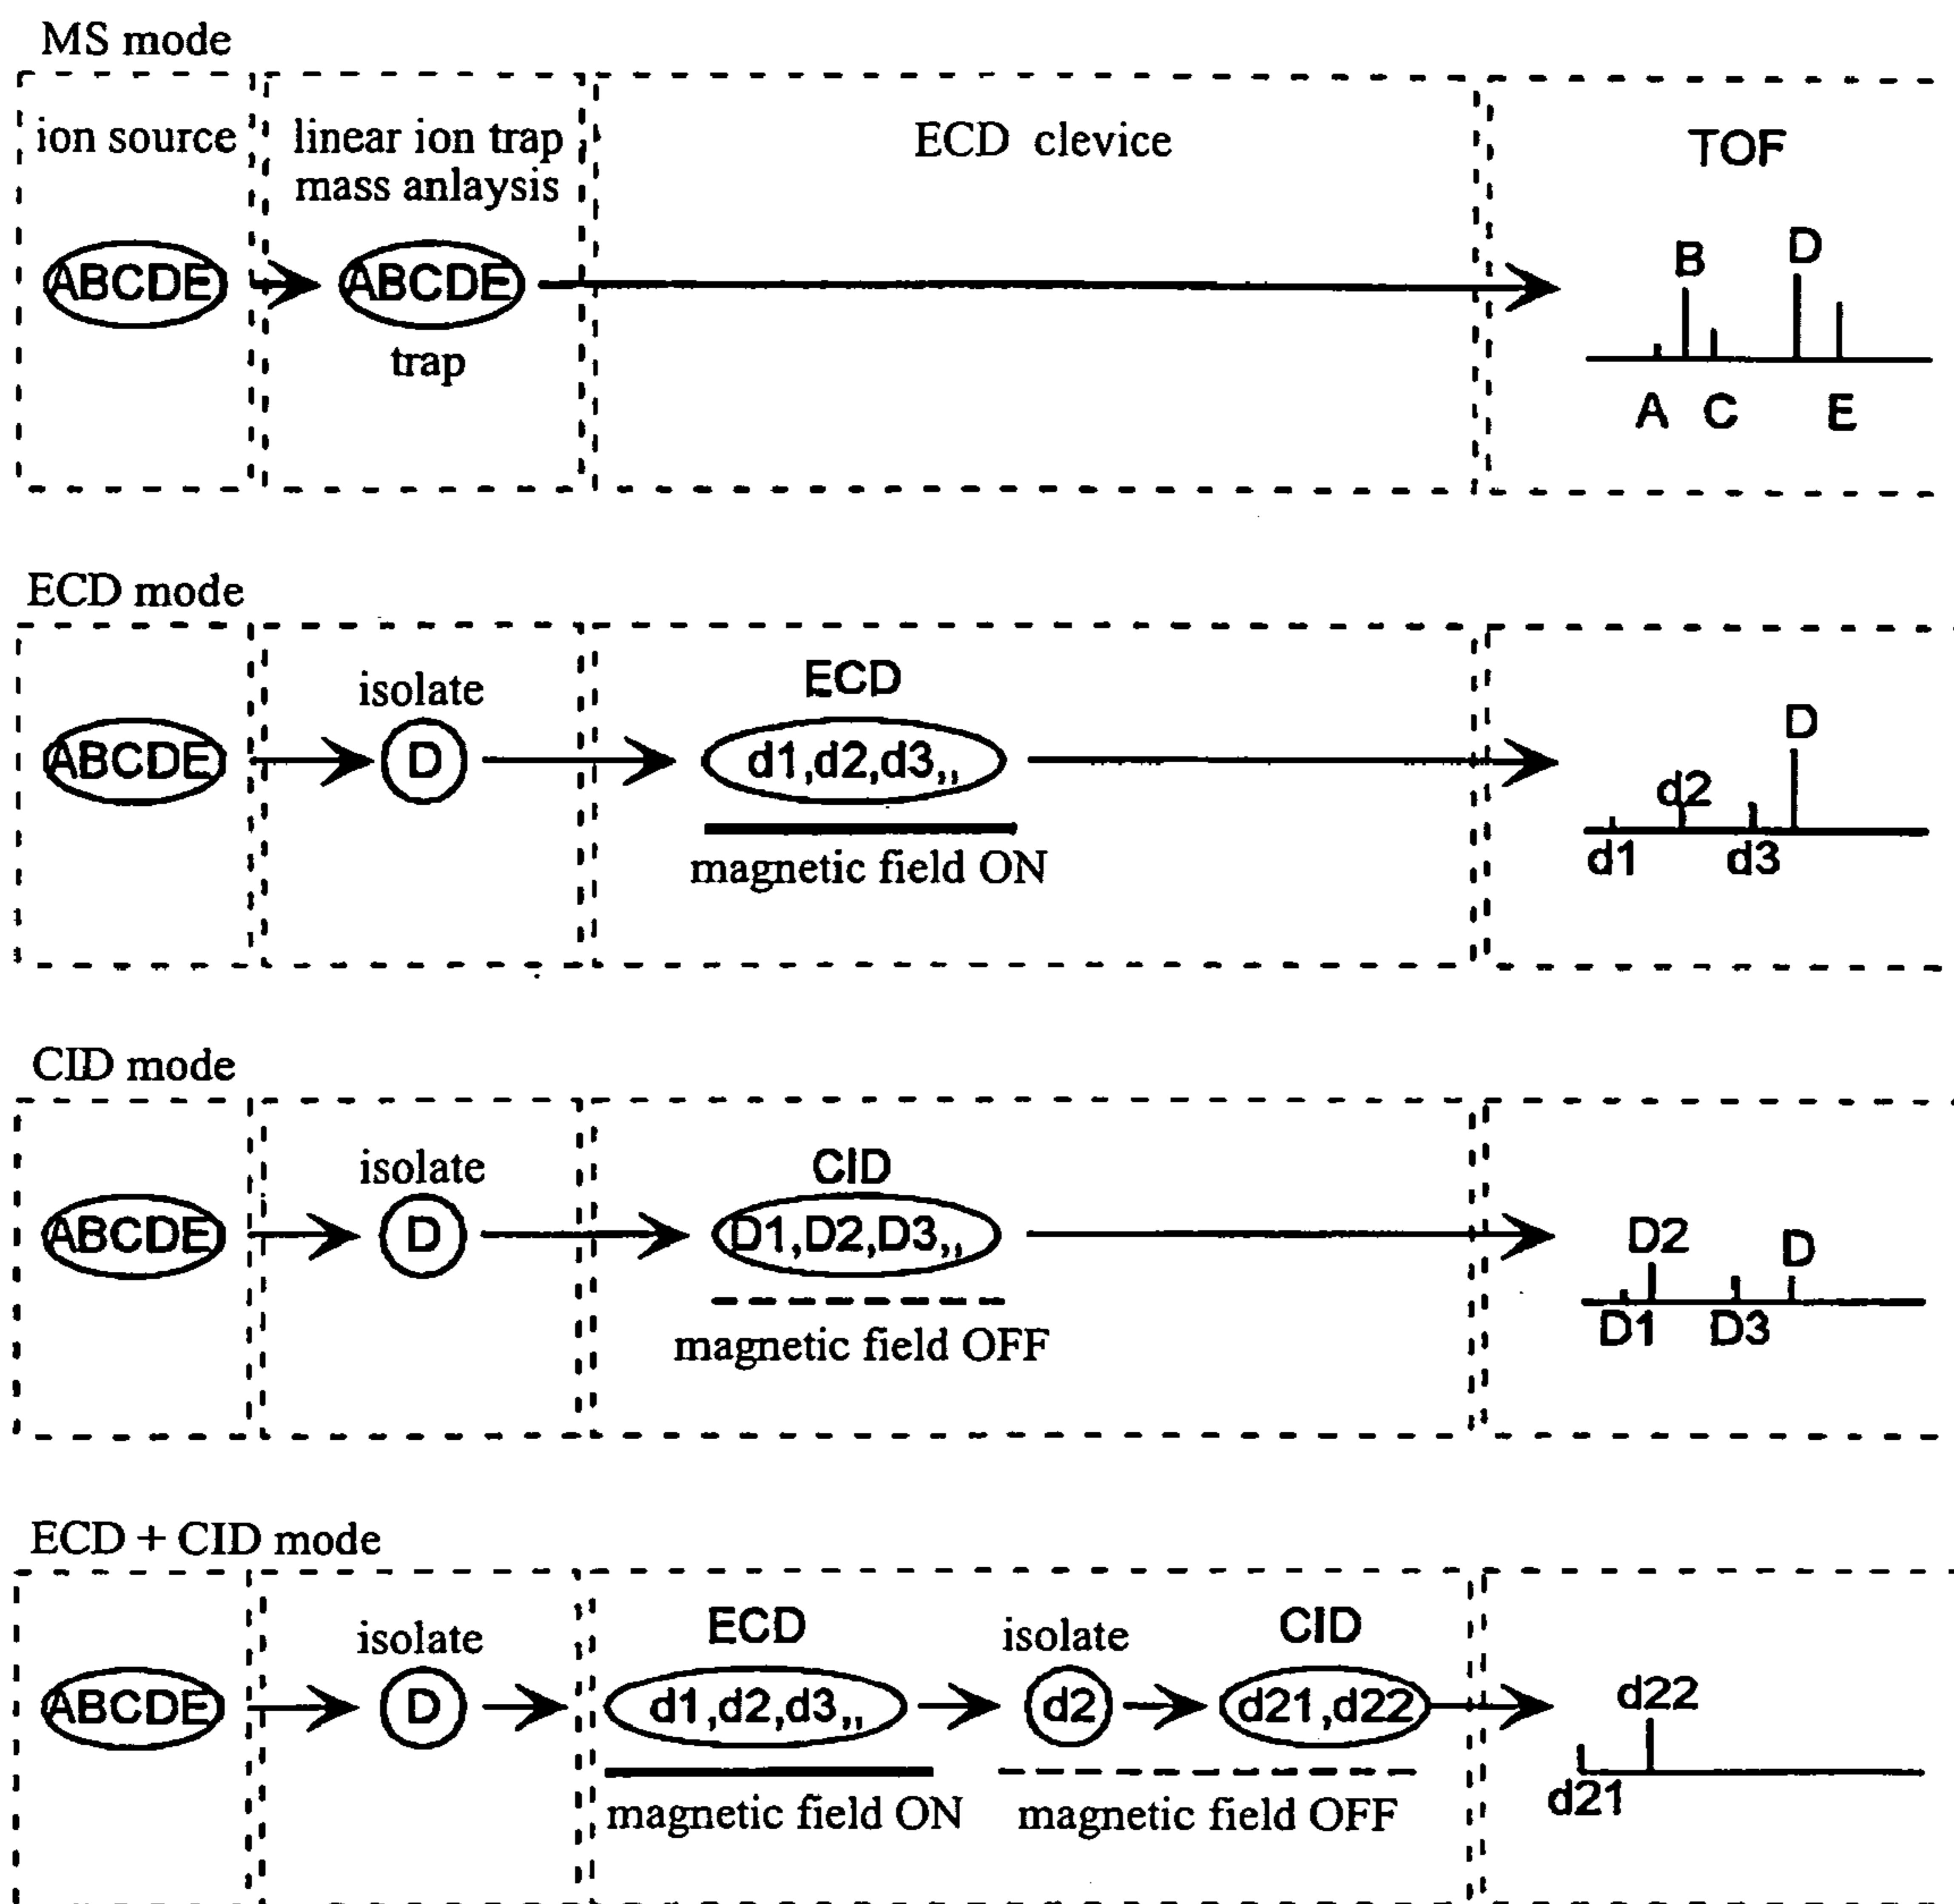 MS mode
ion source
linear ion trap
mass anlaysis
ECD clevice
TOF
ABCDE
ABCDE
trap
B
D
A
C
E
ECD mode
isolate
ECD
ABCDE
D
d1,d2,d3,,
magnetic field ON
D
d2
d1
d3
CID mode
isolate
CID
ABCDE
D
D1,D2,D3,,
magnetic field OFF
D2
D
D1
D3
ECD + CID mode
isolate
ECD
isolate
CID
ABCDE
D
d1,d2,d3,,
d2
d21,d22
magnetic field ON
magnetic field OFF
d22
d21